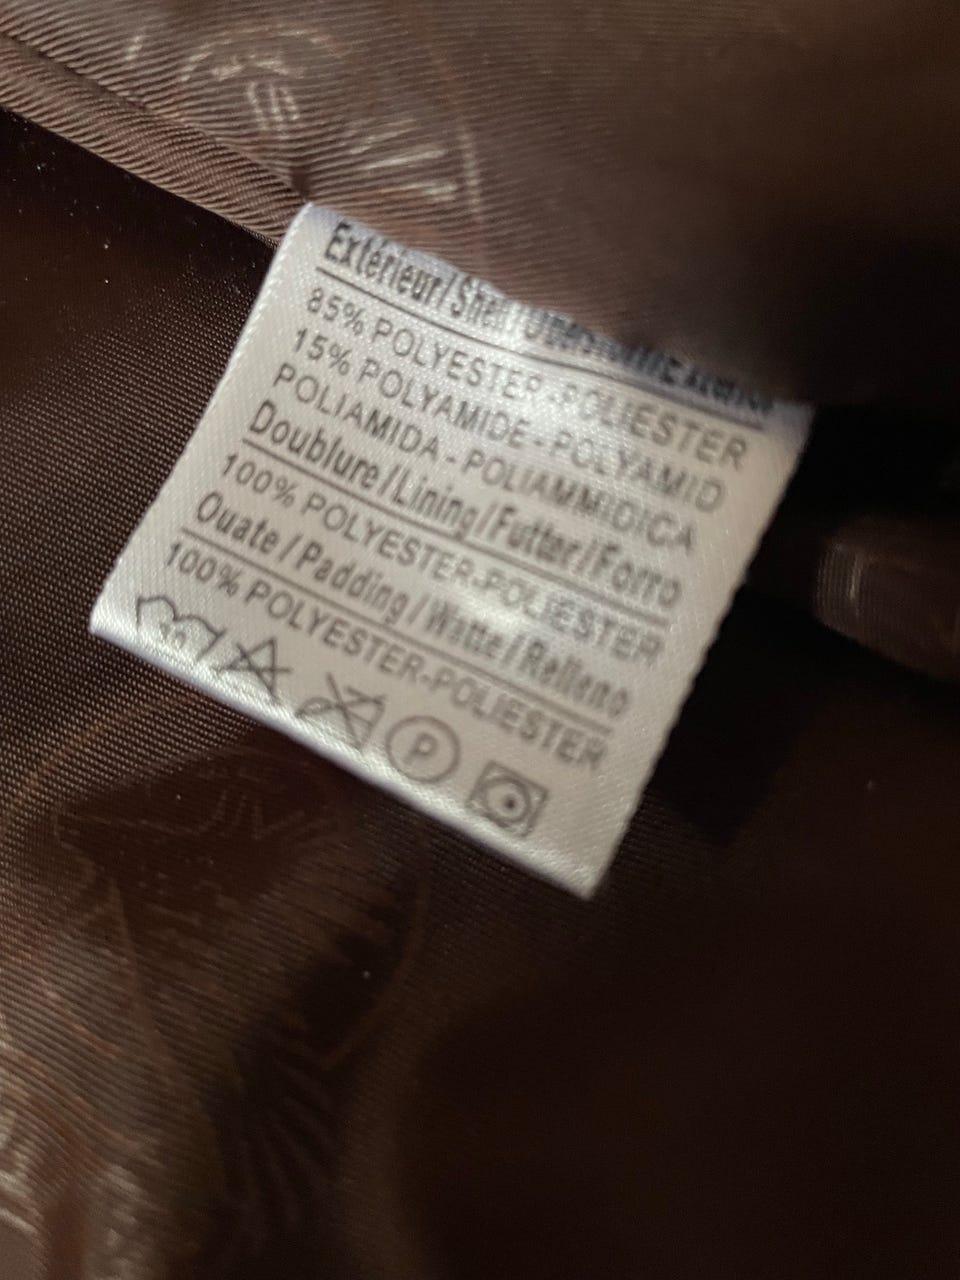 Extérieur/Shell/
85% POLYESTER-POLIESTER
15% POLYAMIDE-POLYAMID
POLIAMIDA-POLIAMMIDICA
Doublure/Lining/Futter/Forro
100% POLYESTER-POLIESTER
Ouate/Padding/Watte/Relleno
100% POLYESTER-POLIESTER
30
P